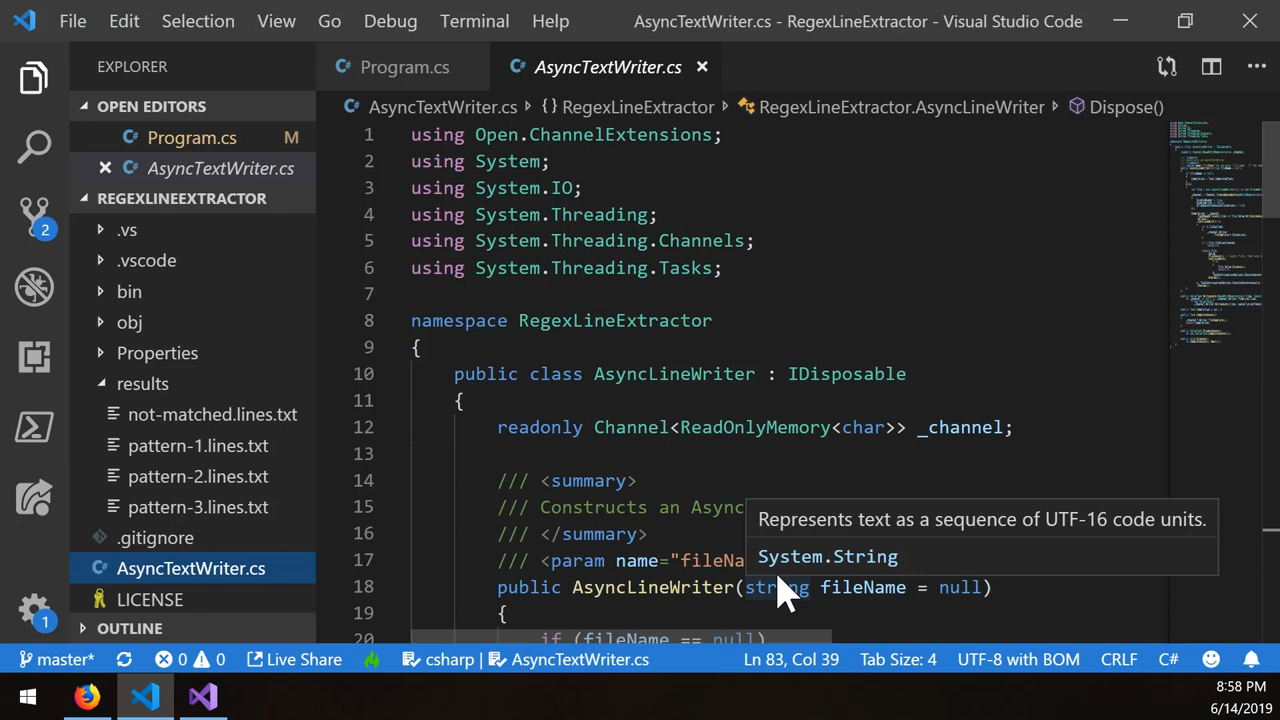 File Edit Selection View Go Debug Terminal Help AsyncTextWriter.cs - RegexLineExtractor - Visual Studio Code
EXPLORER
OPEN EDITORS
Program.cs M
AsyncTextWriter.cs
REGEXLINEEXTRACTOR
.vs
.vscode
bin
obj
Properties
results
not-matched.lines.txt
pattern-1.lines.txt
pattern-2.lines.txt
pattern-3.lines.txt
.gitignore
AsyncTextWriter.cs
LICENSE
OUTLINE
2
1
Program.cs AsyncTextWriter.cs
AsyncTextWriter.cs {} RegexLineExtractor RegexLineExtractor.AsyncLineWriter Dispose()
1 using Open.ChannelExtensions;
2 using System;
3 using System.IO;
4 using System.Threading;
5 using System.Threading.Channels;
6 using System.Threading.Tasks;
7
8 namespace RegexLineExtractor
9 {
10 public class AsyncLineWriter : IDisposable
11 {
12 readonly Channel<ReadOnlyMemory<char>> _channel;
13
14 /// <summary>
15 /// Constructs an Async
16 /// </summary>
17 /// <param name="fileNa
18 public AsyncLineWriter(string fileName = null)
19 {
20 if (fileName == null)
Represents text as a sequence of UTF-16 code units.
System.String
master* 0 0 Live Share csharp | AsyncTextWriter.cs Ln 83, Col 39 Tab Size: 4 UTF-8 with BOM CRLF C#
8:58 PM
6/14/2019